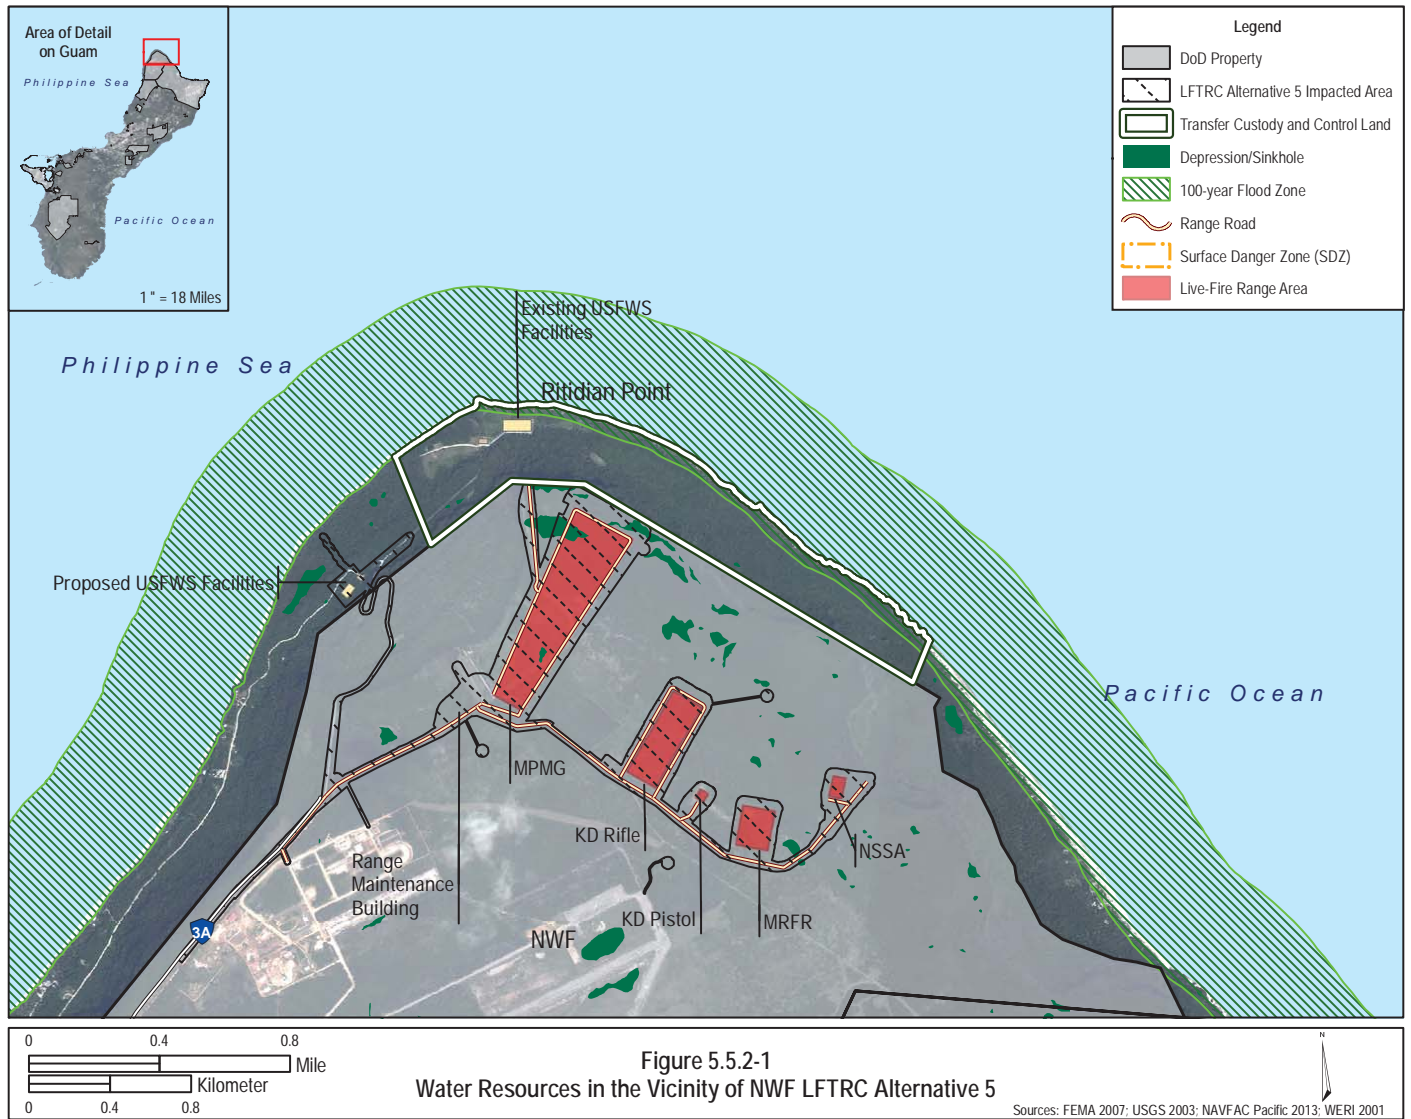 Area of Detail
on Guam
Philippine Sea
Pacific Ocean
1 " = 18 Miles
Legend
DoD Property
LFTRC Alternative 5 Impacted Area
Transfer Custody and Control Land
Depression/Sinkhole
100-year Flood Zone
Range Road
Surface Danger Zone (SDZ)
Live-Fire Range Area
Existing USFWS
Facilities
Philippine Sea
Ritidian Point
Proposed USFWS Facilities
Pacific Ocean
MPMG
KD Rifle
NSSA
Range
Maintenance
Building
KD Pistol
MRFR
3A
NWF
0 0.4 0.8
Mile
Kilometer
0 0.4 0.8
Figure 5.5.2-1
Water Resources in the Vicinity of NWF LFTRC Alternative 5
N
Sources: FEMA 2007; USGS 2003; NAVFAC Pacific 2013; WERI 2001